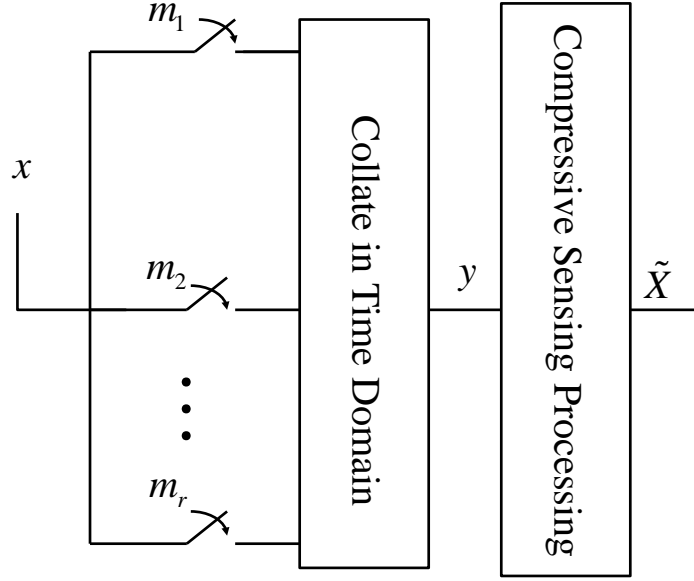 m₁
x
m₂
mᵣ
Collate in Time Domain
y
Compressive Sensing Processing
X̃